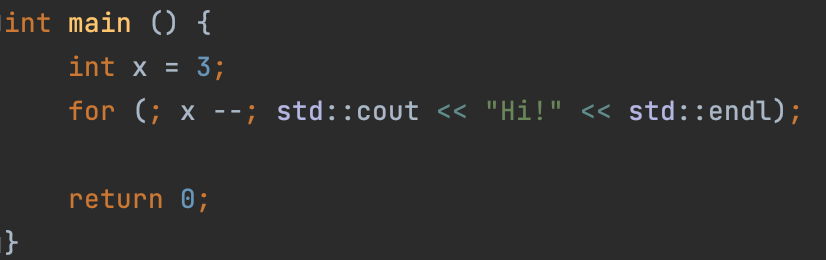 int main () {
int x = 3;
for (; x --; std::cout << "Hi!" << std::endl);
return 0;
}